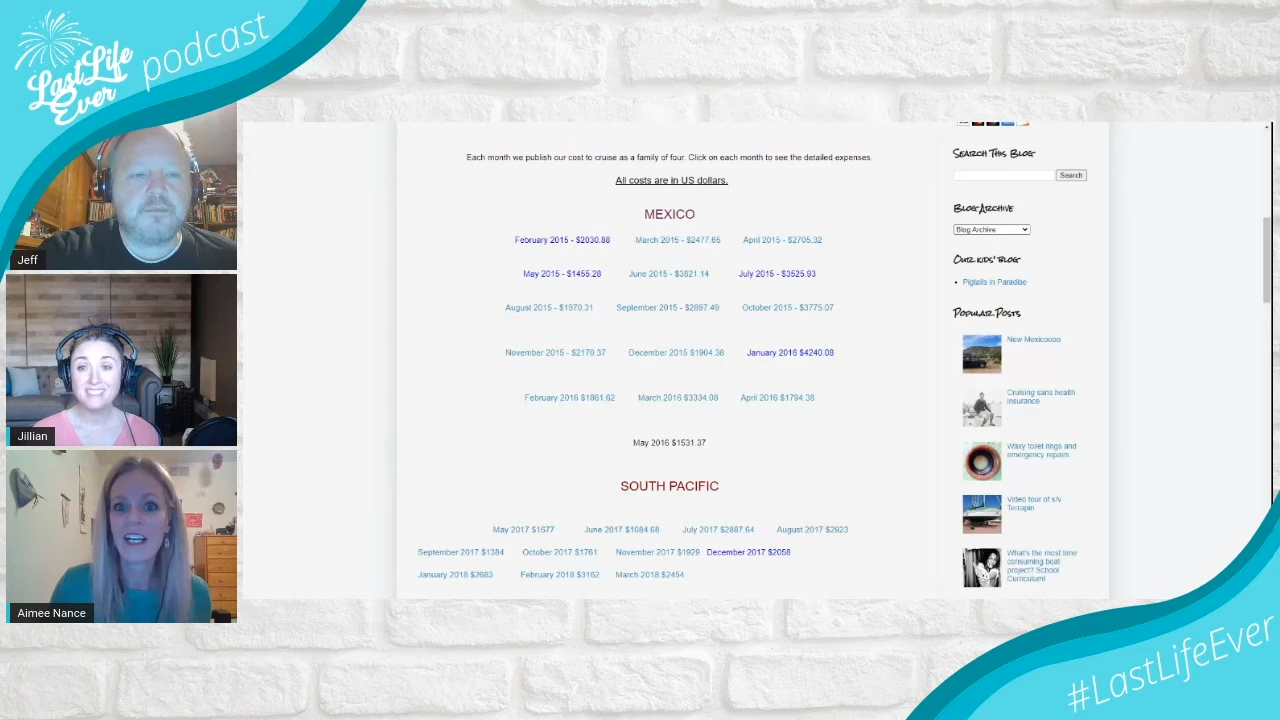 LastLife
Ever
podcast
Jeff
Jillian
Aimee Nance
Each month we publish our cost to cruise as a family of four. Click on each month to see the detailed expenses.
All costs are in US dollars.
MEXICO
February 2015 - $2030.88 March 2015 - $2477.65 April 2015 - $2705.32
May 2015 - $1455.28 June 2015 - $3821.14 July 2015 - $3525.93
August 2015 - $1970.31 September 2015 - $2897.49 October 2015 - $3775.07
November 2015 - $2170.37 December 2015 $1904.38 January 2016 $4240.08
February 2016 $1861.62 March 2016 $3334.08 April 2016 $1794.38
May 2016 $1531.37
SOUTH PACIFIC
May 2017 $1677 June 2017 $1084.68 July 2017 $2887.64 August 2017 $2923
September 2017 $1384 October 2017 $1761 November 2017 $1929 December 2017 $2058
January 2018 $2683 February 2018 $3162 March 2018 $2454
Search This Blog
Search
Blog Archive
Blog Archive
Our kids' blog
Pigtails in Paradise
Popular Posts
New Mexicoooo
Cruising sans health
insurance
Waxy toilet rings and
emergency repairs.
Video tour of s/v
Terrapin
What's the most time
consuming boat
project? School
Curriculum!
#LastLifeEver